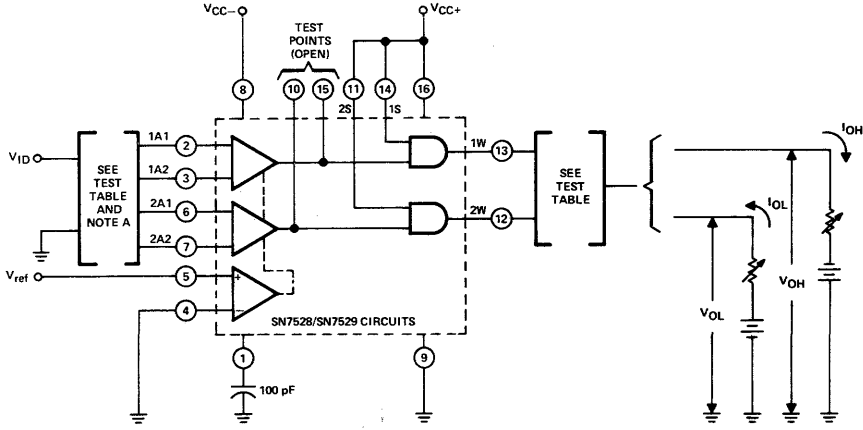 VCC–
VCC+
TEST
POINTS
(OPEN)
8
10
15
11
14
16
2S
1S
1A1
2
VID
SEE
TEST
TABLE
AND
NOTE A
1A2
3
2A1
6
2A2
7
Vref
5
+
4
–
1W
13
2W
12
SEE
TEST
TABLE
IOH
IOL
VOL
VOH
SN7528/SN7529 CIRCUITS
1
9
100 pF